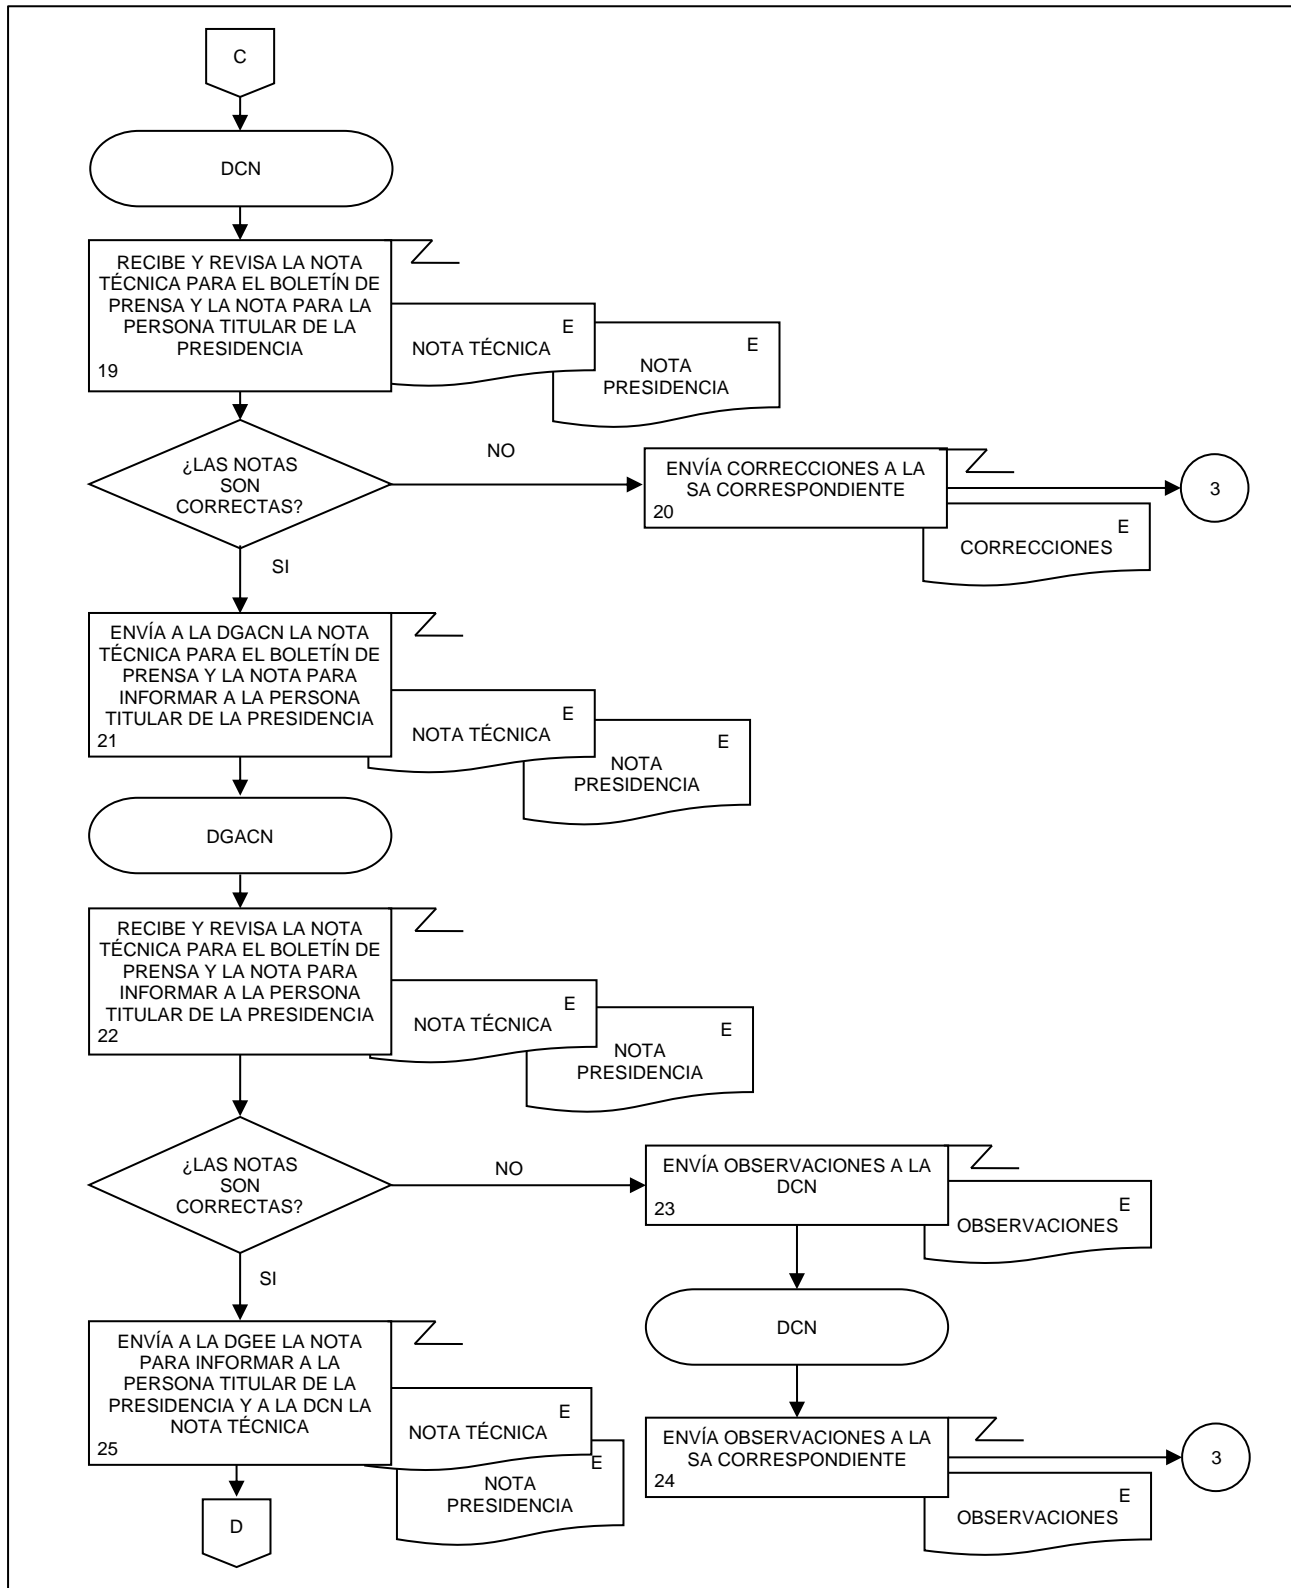 C
DCN
RECIBE Y REVISA LA NOTA
TÉCNICA PARA EL BOLETÍN DE
PRENSA Y LA NOTA PARA LA
PERSONA TITULAR DE LA
PRESIDENCIA
19
E
NOTA TÉCNICA
E
NOTA
PRESIDENCIA
¿LAS NOTAS
SON
CORRECTAS?
NO
ENVÍA CORRECCIONES A LA
SA CORRESPONDIENTE
20
E
CORRECCIONES
3
SI
ENVÍA A LA DGACN LA NOTA
TÉCNICA PARA EL BOLETÍN DE
PRENSA Y LA NOTA PARA
INFORMAR A LA PERSONA
TITULAR DE LA PRESIDENCIA
21
E
NOTA TÉCNICA
E
NOTA
PRESIDENCIA
DGACN
RECIBE Y REVISA LA NOTA
TÉCNICA PARA EL BOLETÍN DE
PRENSA Y LA NOTA PARA
INFORMAR A LA PERSONA
TITULAR DE LA PRESIDENCIA
22
E
NOTA TÉCNICA
E
NOTA
PRESIDENCIA
¿LAS NOTAS
SON
CORRECTAS?
NO
ENVÍA OBSERVACIONES A LA
DCN
23
E
OBSERVACIONES
DCN
ENVÍA OBSERVACIONES A LA
SA CORRESPONDIENTE
24
E
OBSERVACIONES
3
SI
ENVÍA A LA DGEE LA NOTA
PARA INFORMAR A LA
PERSONA TITULAR DE LA
PRESIDENCIA Y A LA DCN LA
NOTA TÉCNICA
25
E
NOTA TÉCNICA
E
NOTA
PRESIDENCIA
D